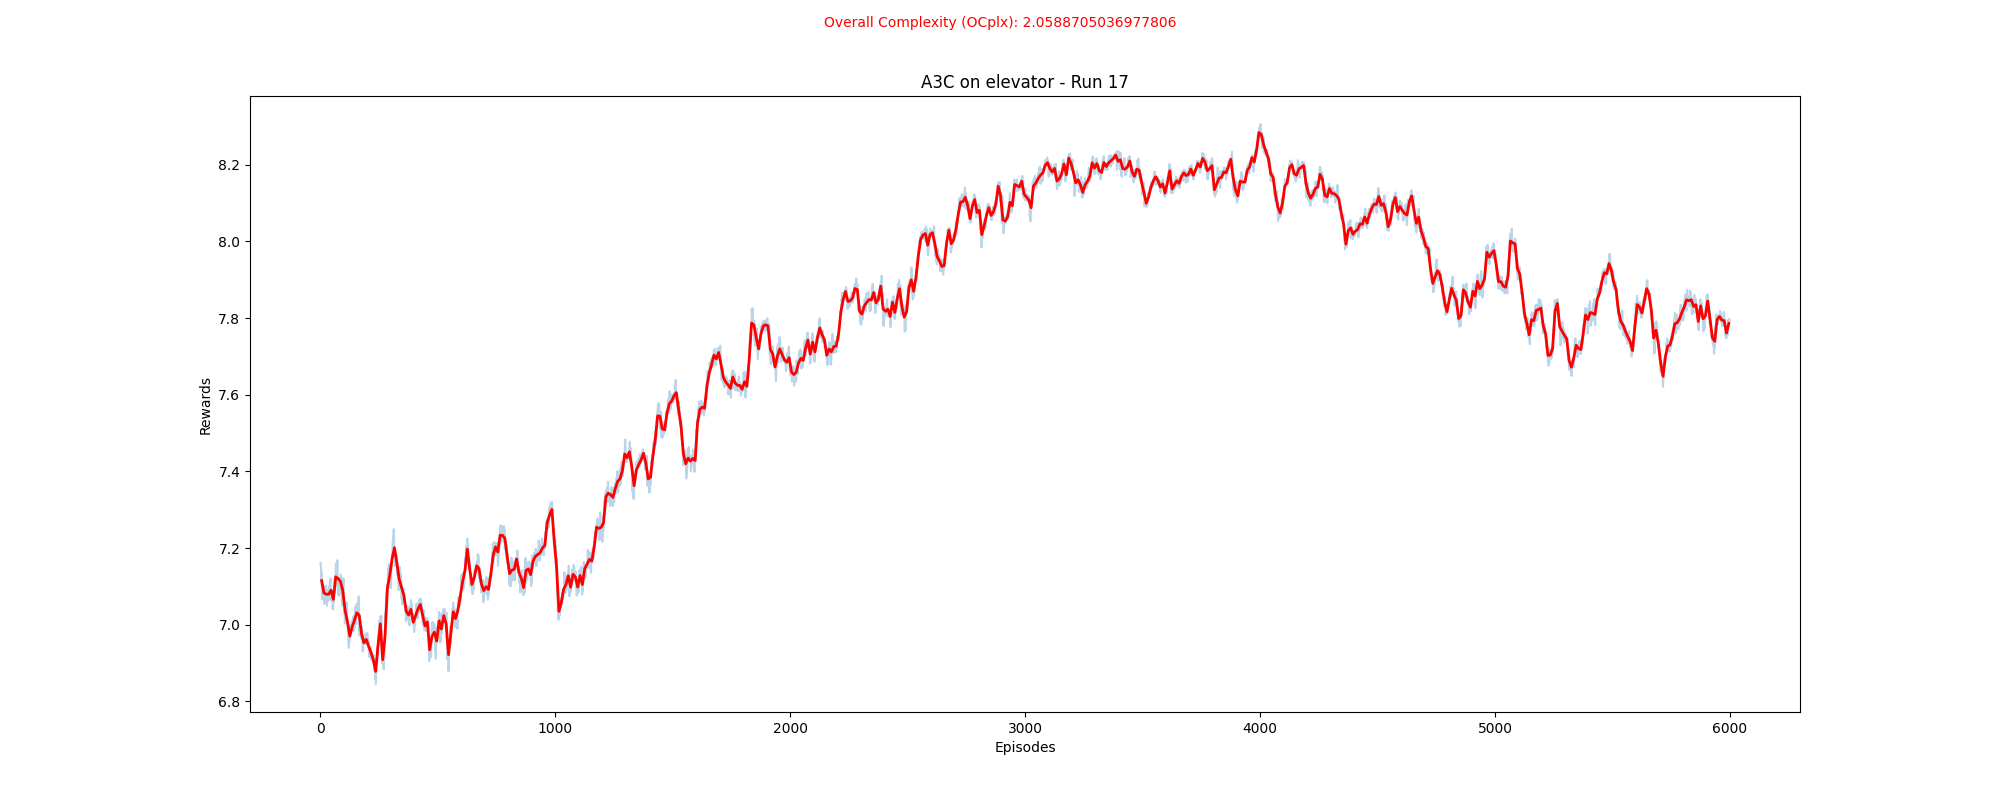 Overall Complexity (OCplx): 2.0588705036977806
A3C on elevator - Run 17
8.2
8.0
7.8
7.6
7.4
7.2
7.0
6.8
Rewards
0 1000 2000 3000 4000 5000 6000
Episodes